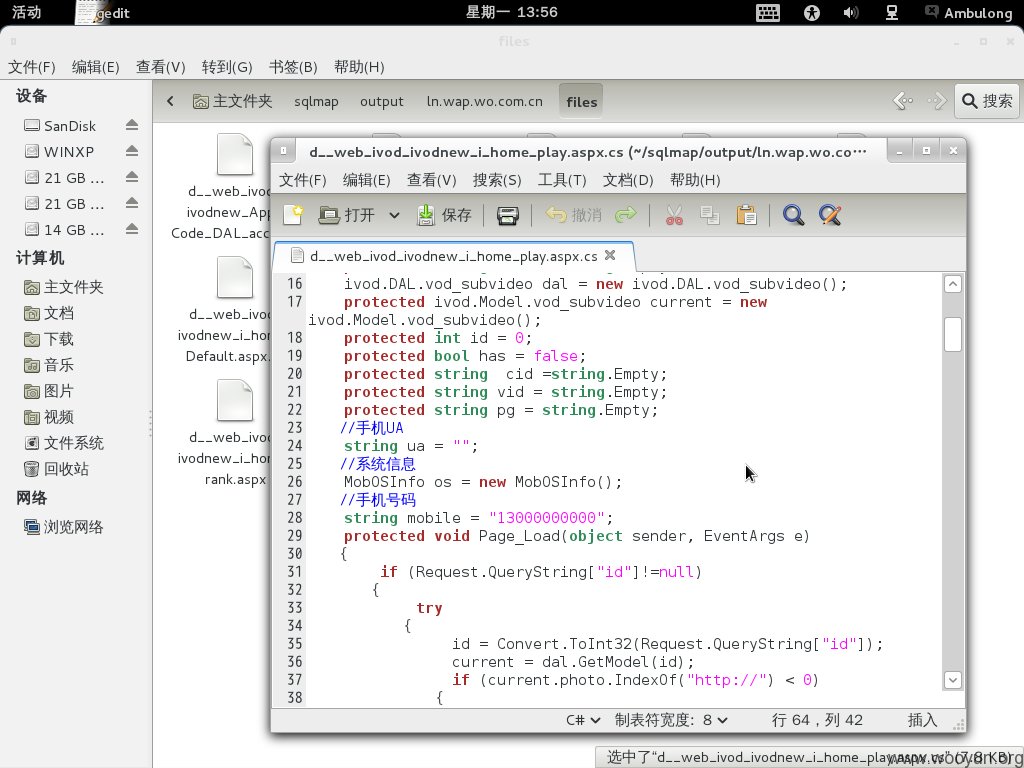 活动
gedit
星期一 13:56
Ambulong
files
文件(F) 编辑(E) 查看(V) 转到(G) 书签(B) 帮助(H)
设备
SanDisk
WINXP
21 GB ...
21 GB ...
14 GB ...
计算机
主文件夹
文档
下载
音乐
图片
视频
文件系统
回收站
网络
浏览网络
主文件夹 sqlmap output ln.wap.wo.com.cn files
搜索
d__web_ivod
ivodnew_App
Code_DAL_acc
d__web_ivod
ivodnew_i_hom
Default.aspx.
d__web_ivod
ivodnew_i_hom
rank.aspx
d__web_ivod_ivodnew_i_home_play.aspx.cs (~/sqlmap/output/ln.wap.wo.co···
文件(F) 编辑(E) 查看(V) 搜索(S) 工具(T) 文档(D) 帮助(H)
打开 保存 撤消
d__web_ivod_ivodnew_i_home_play.aspx.cs
16 ivod.DAL.vod_subvideo dal = new ivod.DAL.vod_subvideo();
17 protected ivod.Model.vod_subvideo current = new
ivod.Model.vod_subvideo();
18 protected int id = 0;
19 protected bool has = false;
20 protected string  cid =string.Empty;
21 protected string vid = string.Empty;
22 protected string pg = string.Empty;
23 //手机UA
24 string ua = "";
25 //系统信息
26 MobOSInfo os = new MobOSInfo();
27 //手机号码
28 string mobile = "13000000000";
29 protected void Page_Load(object sender, EventArgs e)
30 {
31 if (Request.QueryString["id"]!=null)
32 {
33 try
34 {
35 id = Convert.ToInt32(Request.QueryString["id"]);
36 current = dal.GetModel(id);
37 if (current.photo.IndexOf("http://") < 0)
38 {
C# 制表符宽度: 8 行 64，列 42 插入
选中了“d__web_ivod_ivodnew_i_home_play.aspx.cs” (7.8 KB)
www.wooyun.org